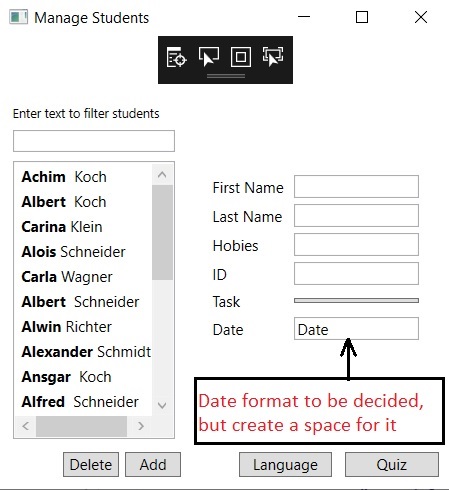 Manage Students
Enter text to filter students
Achim Koch
Albert Koch
Carina Klein
Alois Schneider
Carla Wagner
Albert Schneider
Alwin Richter
Alexander Schmidt
Ansgar Koch
Alfred Schneider
First Name
Last Name
Hobies
ID
Task
Date Date
Date format to be decided,
but create a space for it
Delete Add Language Quiz